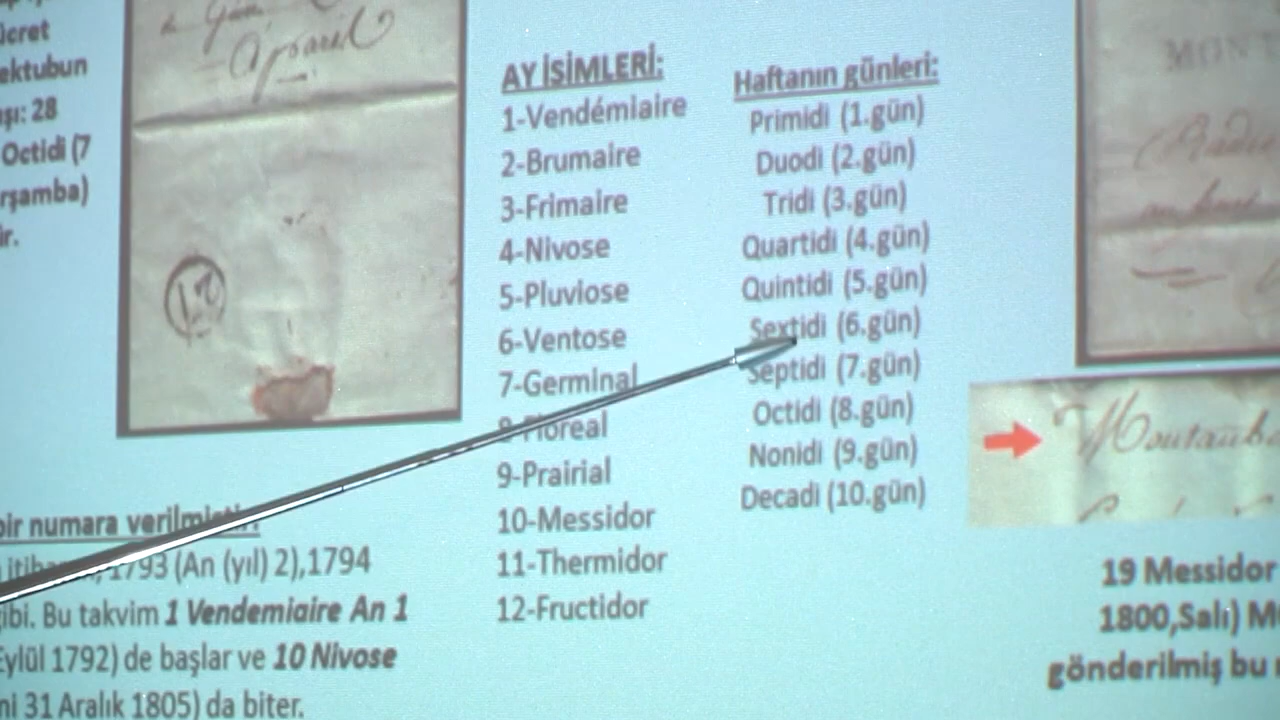 ücret
ektubun
şı: 28
Octidi (7
rşamba)
ir.
AY İSİMLERİ:
1-Vendémiaire
2-Brumaire
3-Frimaire
4-Nivose
5-Pluviose
6-Ventose
7-Germinal
8-Floreal
9-Prairial
10-Messidor
11-Thermidor
12-Fructidor
Haftanın günleri:
Primidi (1.gün)
Duodi (2.gün)
Tridi (3.gün)
Quartidi (4.gün)
Quintidi (5.gün)
Sextidi (6.gün)
Septidi (7.gün)
Octidi (8.gün)
Nonidi (9.gün)
Decadi (10.gün)
MONT
bir numara verilmiştir:
1793 (An (yıl) 2),1794
gibi. Bu takvim 1 Vendemiaire An 1
Eylül 1792) de başlar ve 10 Nivose
ni 31 Aralık 1805) da biter.
Montaub
19 Messidor
1800,Salı) M
gönderilmiş bu